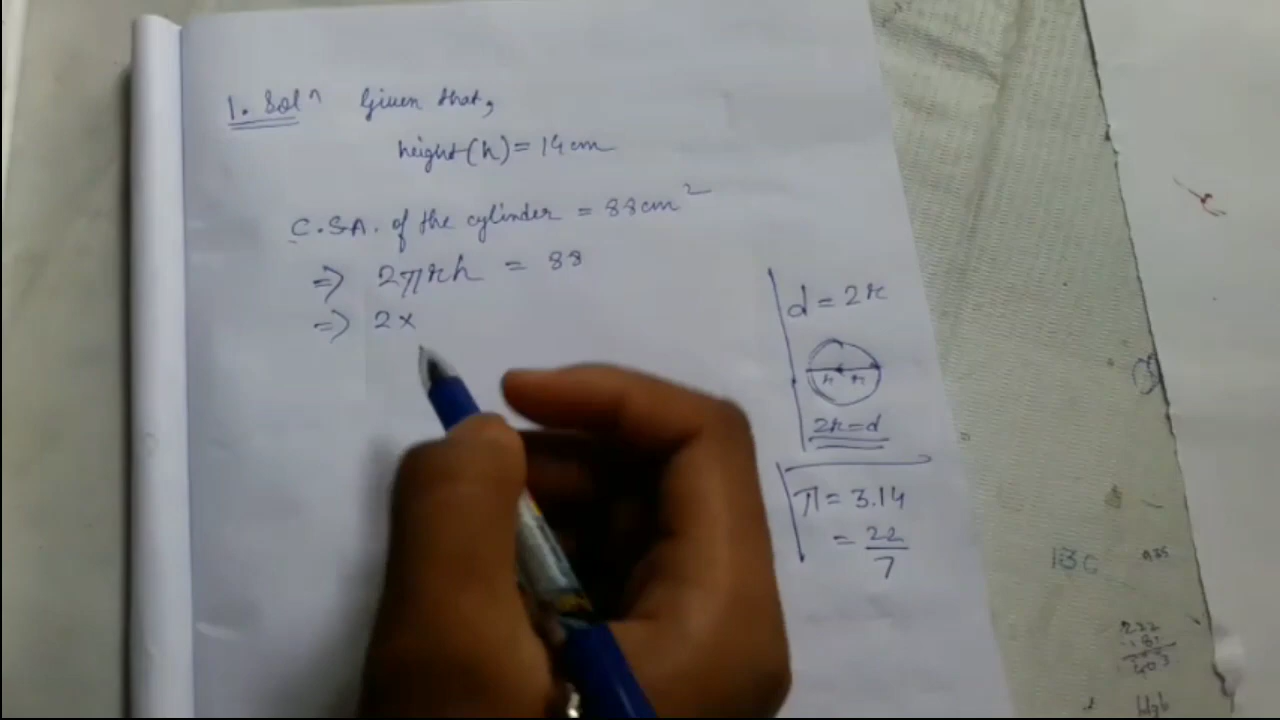 1. Solⁿ Given that,
height (h) = 14 cm
C.S.A. of the cylinder = 88 cm²
⇒ 2πrh = 88
⇒ 2×
d = 2r
r r
2r = d
π = 3.14
= 22/7